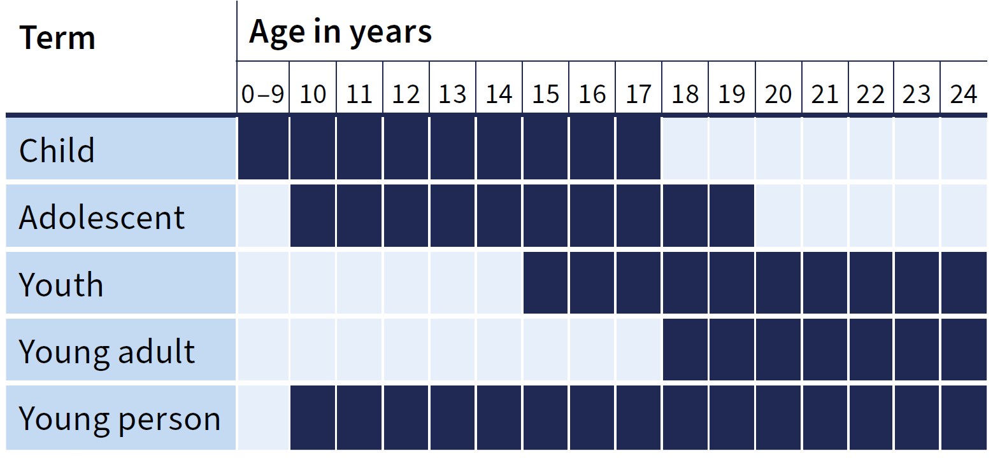 Term
Age in years
0–9 10 11 12 13 14 15 16 17 18 19 20 21 22 23 24
Child
Adolescent
Youth
Young adult
Young person